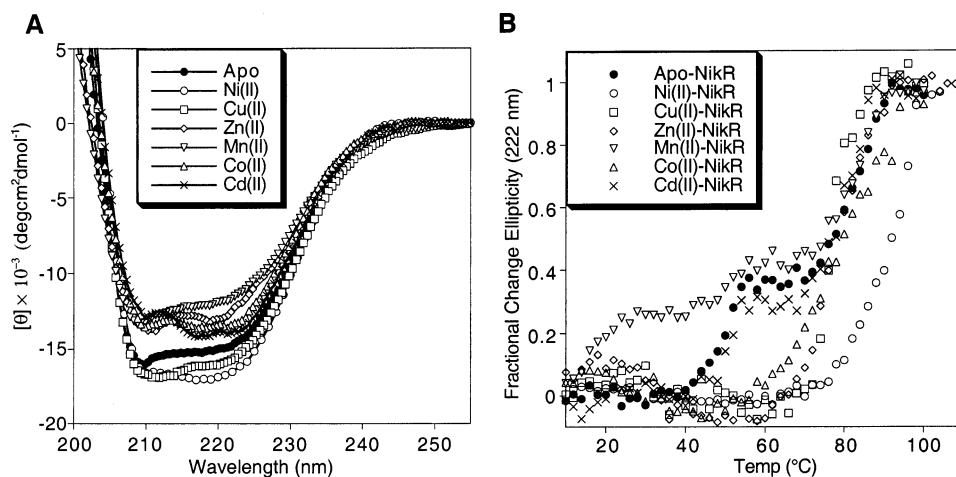 A
5
0
-5
-10
-15
-20
[θ] × 10⁻³ (degcm²dmol⁻¹)
Apo
Ni(II)
Cu(II)
Zn(II)
Mn(II)
Co(II)
Cd(II)
200 210 220 230 240 250
Wavelength (nm)
B
1
0.8
0.6
0.4
0.2
0
Fractional Change Ellipticity (222 nm)
Apo-NikR
Ni(II)-NikR
Cu(II)-NikR
Zn(II)-NikR
Mn(II)-NikR
Co(II)-NikR
Cd(II)-NikR
20 40 60 80 100
Temp (°C)